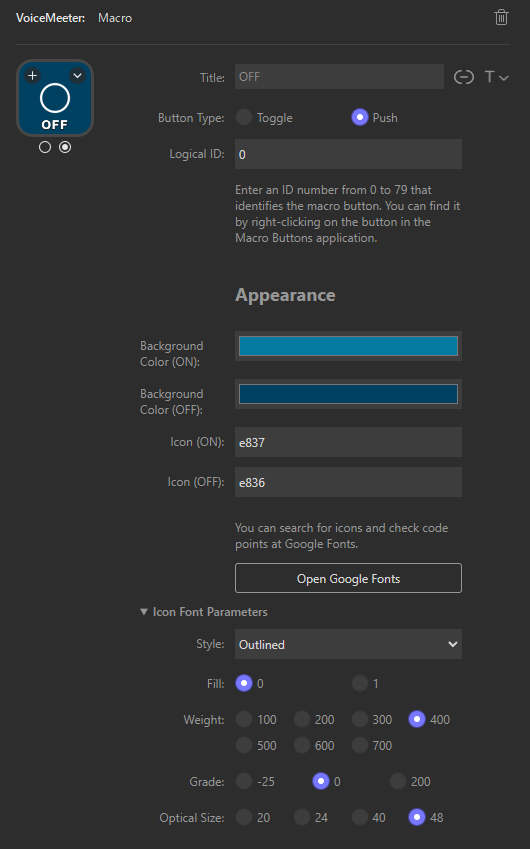 VoiceMeeter: Macro
OFF
Title: OFF
T
Button Type: Toggle Push
Logical ID: 0
Enter an ID number from 0 to 79 that
identifies the macro button. You can find it
by right-clicking on the button in the
Macro Buttons application.
Appearance
Background
Color (ON):
Background
Color (OFF):
Icon (ON): e837
Icon (OFF): e836
You can search for icons and check code
points at Google Fonts.
Open Google Fonts
Icon Font Parameters
Style: Outlined
Fill: 0 1
Weight: 100 200 300 400
500 600 700
Grade: -25 0 200
Optical Size: 20 24 40 48